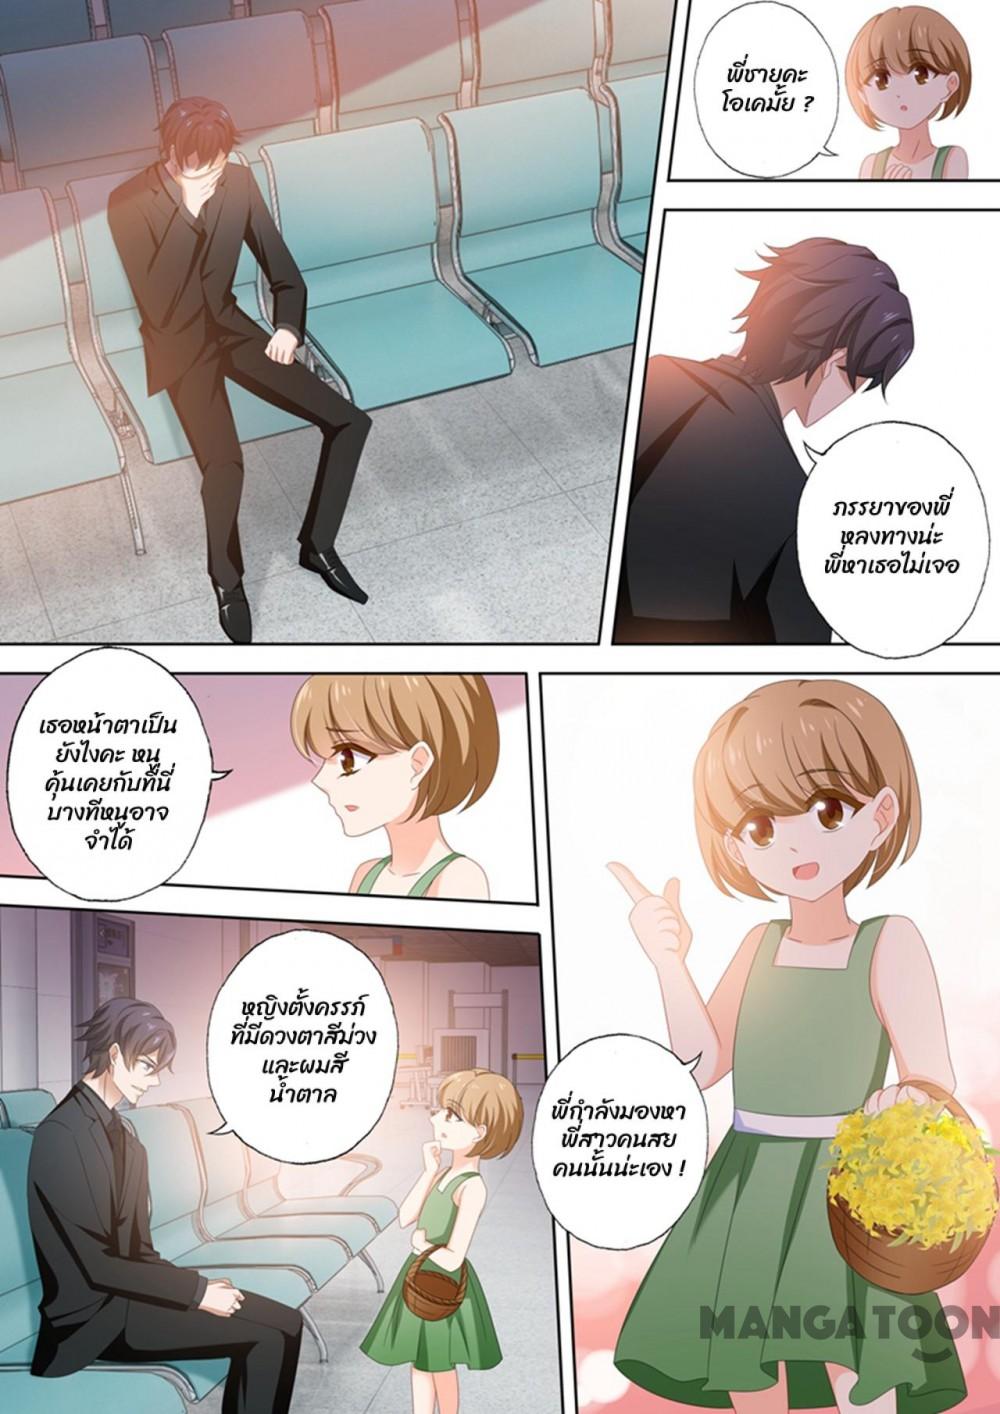 พี่ชายคะ
โอเคมั้ย ?
ภรรยาของพี่
หลงทางน่ะ
พี่หาเธอไม่เจอ
เธอหน้าตาเป็น
ยังไงคะ หนู
คุ้นเคยกับที่นี่
บางทีหนูอาจ
จำได้
หญิงตั้งครรภ์
ที่มีดวงตาสีม่วง
และผมสี
น้ำตาล
พี่กำลังมองหา
พี่สาวคนสวย
คนนั้นน่ะเอง !
MANGATOON